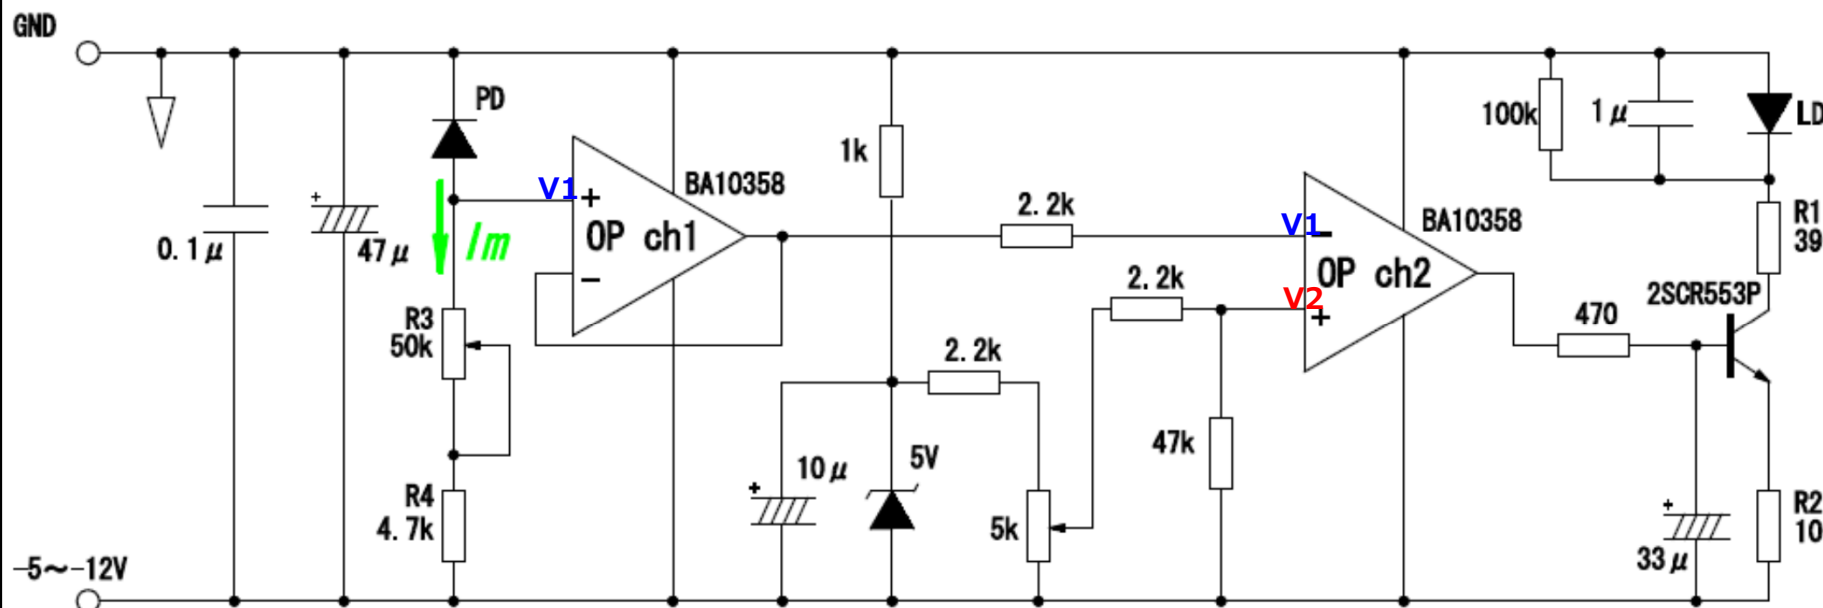 GND
PD
V1
+
OP ch1
−
BA10358
Im
0.1μ
+
47μ
R3
50k
R4
4.7k
−5～−12V
1k
2.2k
2.2k
2.2k
+
10μ
5V
5k
47k
V1
−
OP ch2
V2
+
BA10358
470
2SCR553P
100k
1μ
LD
R1
39
+
33μ
R2
10